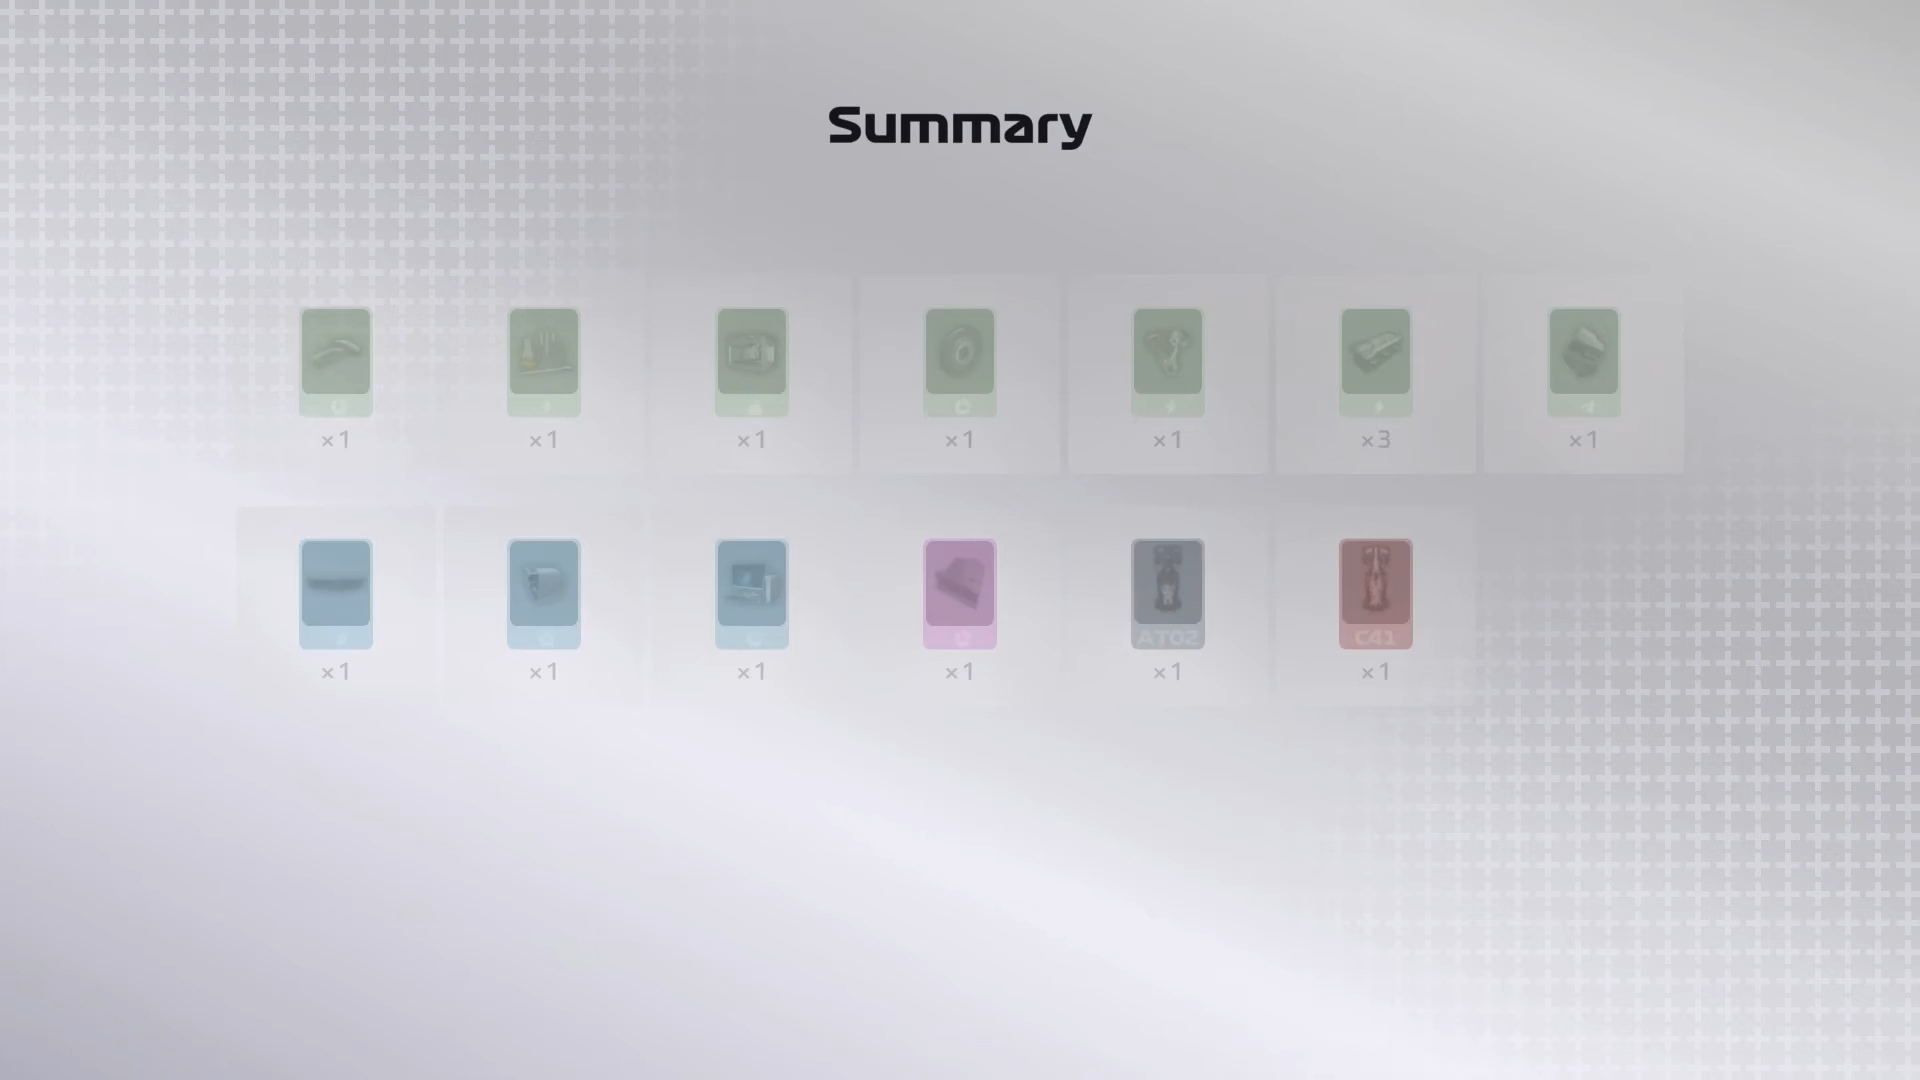 Summary
×1 ×1 ×1 ×1 ×1 ×3 ×1
AT02 C41
×1 ×1 ×1 ×1 ×1 ×1